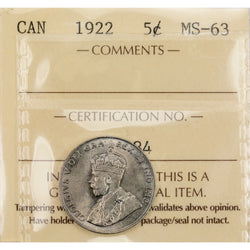 CAN 1922 5¢ MS-63
— COMMENTS —
— CERTIFICATION NO. —
84
IN THIS IS A
G AL ITEM.
Tampering validates above opinion.
Have holder package/seal not intact.